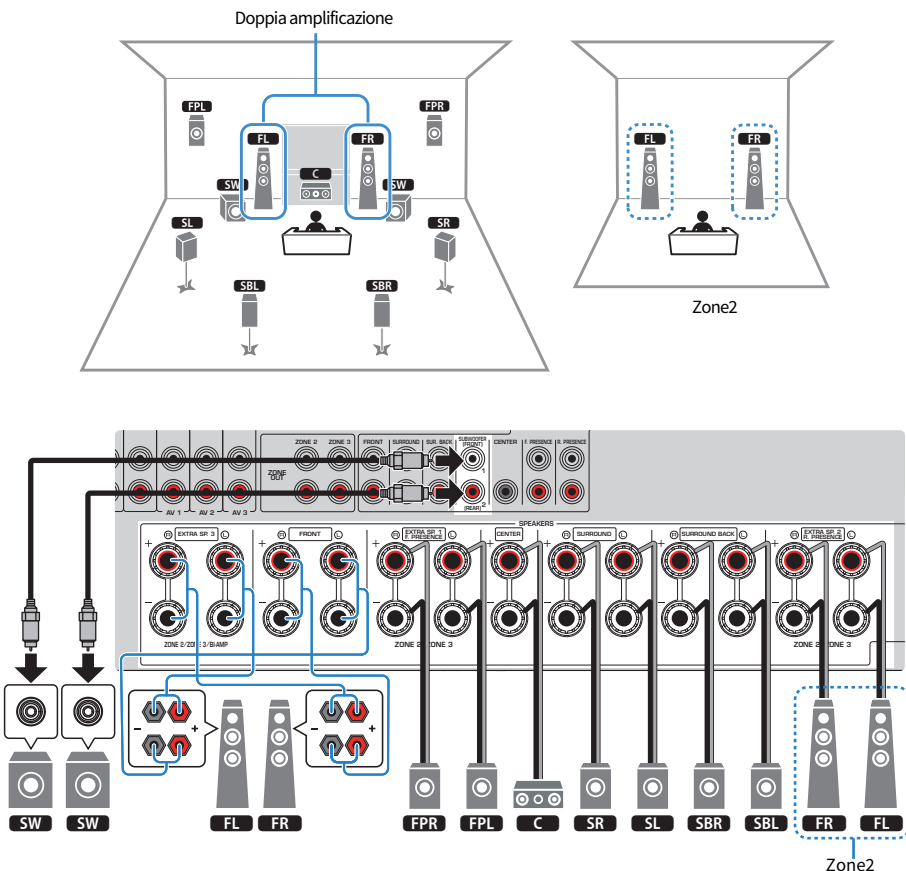 Doppia amplificazione
FPL
FPR
FL
FR
FL
FR
C
SW
SW
SL
SR
SBL
SBR
Zone2
ZONE 2 ZONE 3 FRONT SURROUND SUR. BACK SUBWOOFER (FRONT) CENTER F. PRESENCE R. PRESENCE
ZONE OUT
1
2
(REAR)
AV 1 AV 2 AV 3
SPEAKERS
R EXTRA SP. 3 L
R FRONT L
R EXTRA SP. 1 F. PRESENCE L
CENTER
R SURROUND L
R SURROUND BACK L
R EXTRA SP. 2 R. PRESENCE L
+ + + + + + +
- - - - - - -
ZONE 2/ZONE 3/BI-AMP
ZONE 2 ZONE 3
ZONE 2 ZONE 3
- +
- +
SW SW FL FR FPR FPL C SR SL SBR SBL FR FL
Zone2